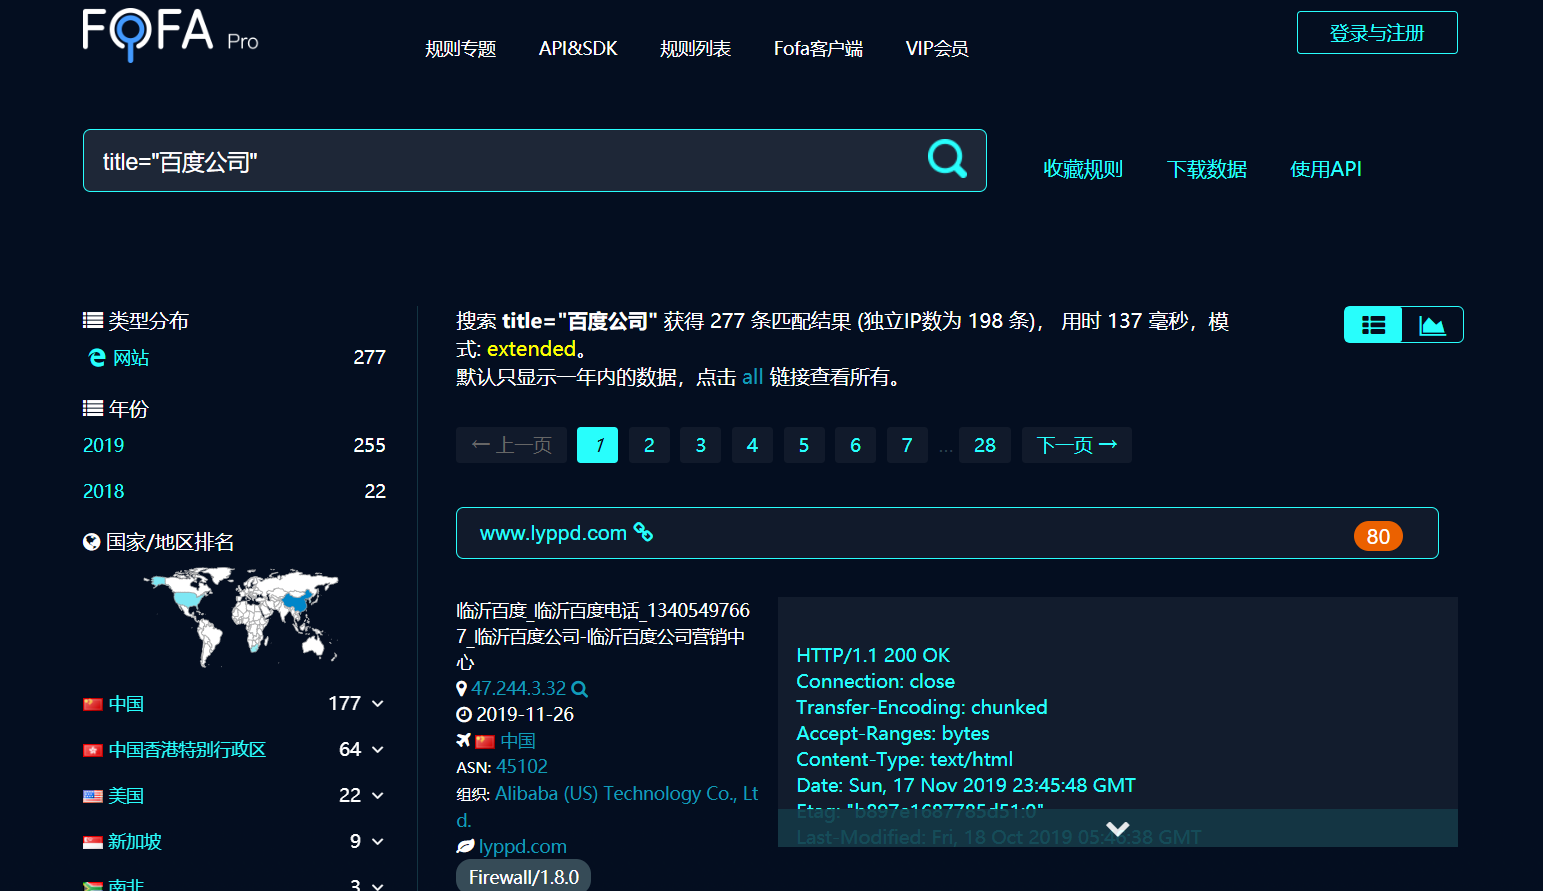 FOFA Pro
规则专题 API&SDK 规则列表 Fofa客户端 VIP会员
登录与注册
title="百度公司"
收藏规则 下载数据 使用API
类型分布
网站 277
年份
2019 255
2018 22
国家/地区排名
中国 177
中国香港特别行政区 64
美国 22
新加坡 9
南非 3
搜索 title="百度公司" 获得 277 条匹配结果 (独立IP数为 198 条)， 用时 137 毫秒，模
式: extended。
默认只显示一年内的数据，点击 all 链接查看所有。
←上一页 1 2 3 4 5 6 7 ... 28 下一页→
www.lyppd.com 80
临沂百度_临沂百度电话_1340549766
7_临沂百度公司-临沂百度公司营销中
心
47.244.3.32
2019-11-26
中国
ASN: 45102
组织: Alibaba (US) Technology Co., Lt
d.
lyppd.com
Firewall/1.8.0
HTTP/1.1 200 OK
Connection: close
Transfer-Encoding: chunked
Accept-Ranges: bytes
Content-Type: text/html
Date: Sun, 17 Nov 2019 23:45:48 GMT
Etag: "b897e1687785d51:0"
Last-Modified: Fri, 18 Oct 2019 05:46:38 GMT